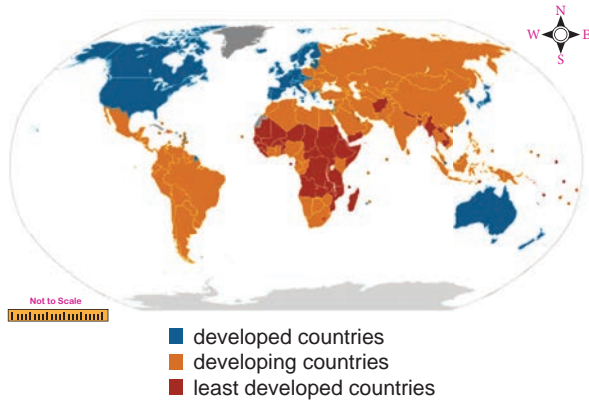 N
W E
S
Not to Scale
developed countries
developing countries
least developed countries